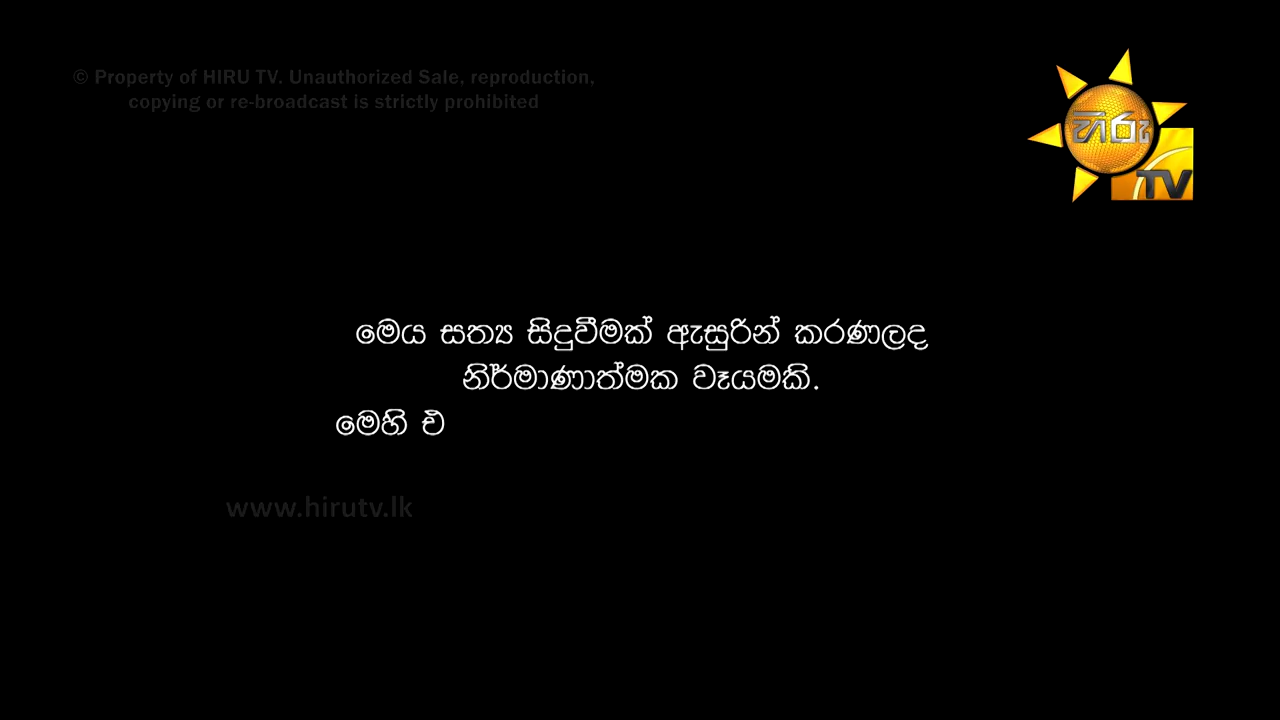 © Property of HIRU TV. Unauthorized Sale, reproduction,
copying or re-broadcast is strictly prohibited
හිරු
TV
මෙය සත්‍ය සිදුවීමක් ඇසුරින් කරණලද
නිර්මාණාත්මක වෑයමකි.
මෙහි එ
www.hirutv.lk